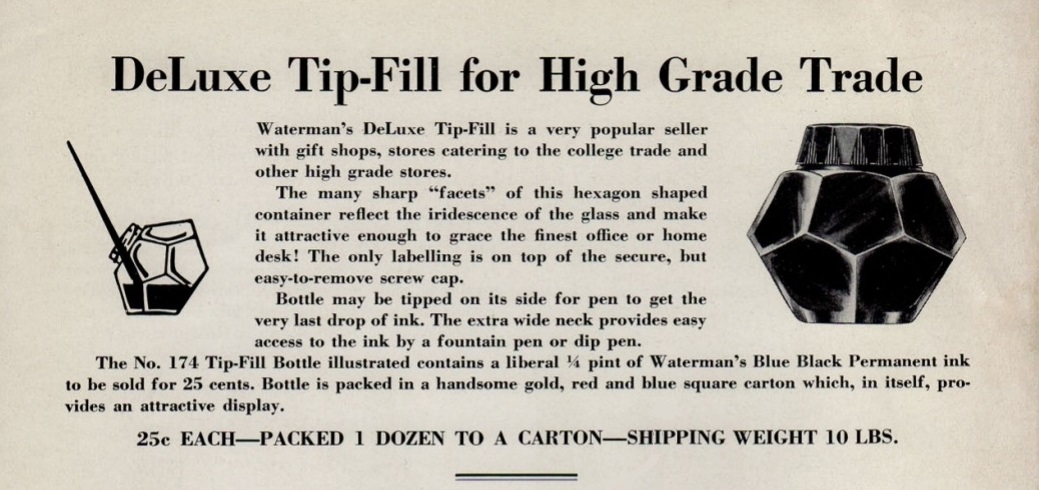 DeLuxe Tip-Fill for High Grade Trade
Waterman's DeLuxe Tip-Fill is a very popular seller
with gift shops, stores catering to the college trade and
other high grade stores.
The many sharp “facets” of this hexagon shaped
container reflect the iridescence of the glass and make
it attractive enough to grace the finest office or home
desk! The only labelling is on top of the secure, but
easy-to-remove screw cap.
Bottle may be tipped on its side for pen to get the
very last drop of ink. The extra wide neck provides easy
access to the ink by a fountain pen or dip pen.
The No. 174 Tip-Fill Bottle illustrated contains a liberal ¼ pint of Waterman's Blue Black Permanent ink
to be sold for 25 cents. Bottle is packed in a handsome gold, red and blue square carton which, in itself, pro-
vides an attractive display.
25c EACH—PACKED 1 DOZEN TO A CARTON—SHIPPING WEIGHT 10 LBS.